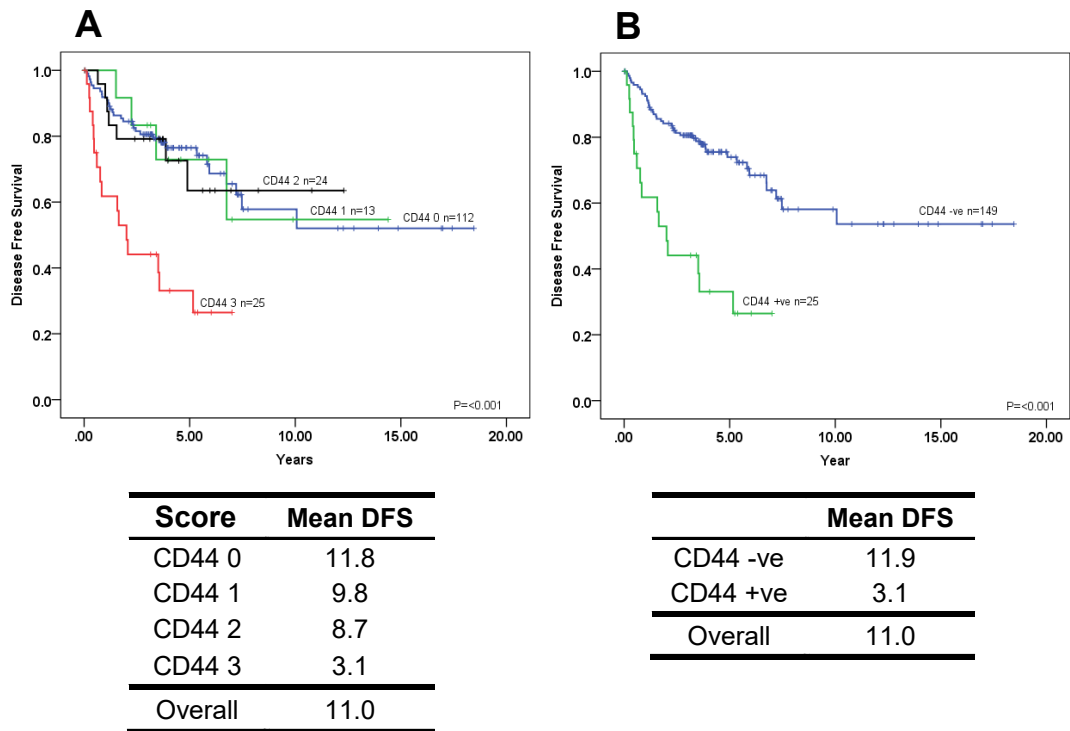 A
Disease Free Survival
1.0
0.8
0.6
0.4
0.2
0.0
CD44 2 n=24
CD44 1 n=13
CD44 0 n=112
CD44 3 n=25
P=<0.001
.00 5.00 10.00 15.00 20.00
Years
Score Mean DFS
CD44 0 11.8
CD44 1 9.8
CD44 2 8.7
CD44 3 3.1
Overall 11.0
B
Disease Free Survival
1.0
0.8
0.6
0.4
0.2
0.0
CD44 -ve n=149
CD44 +ve n=25
P=<0.001
.00 5.00 10.00 15.00 20.00
Year
Mean DFS
CD44 -ve 11.9
CD44 +ve 3.1
Overall 11.0